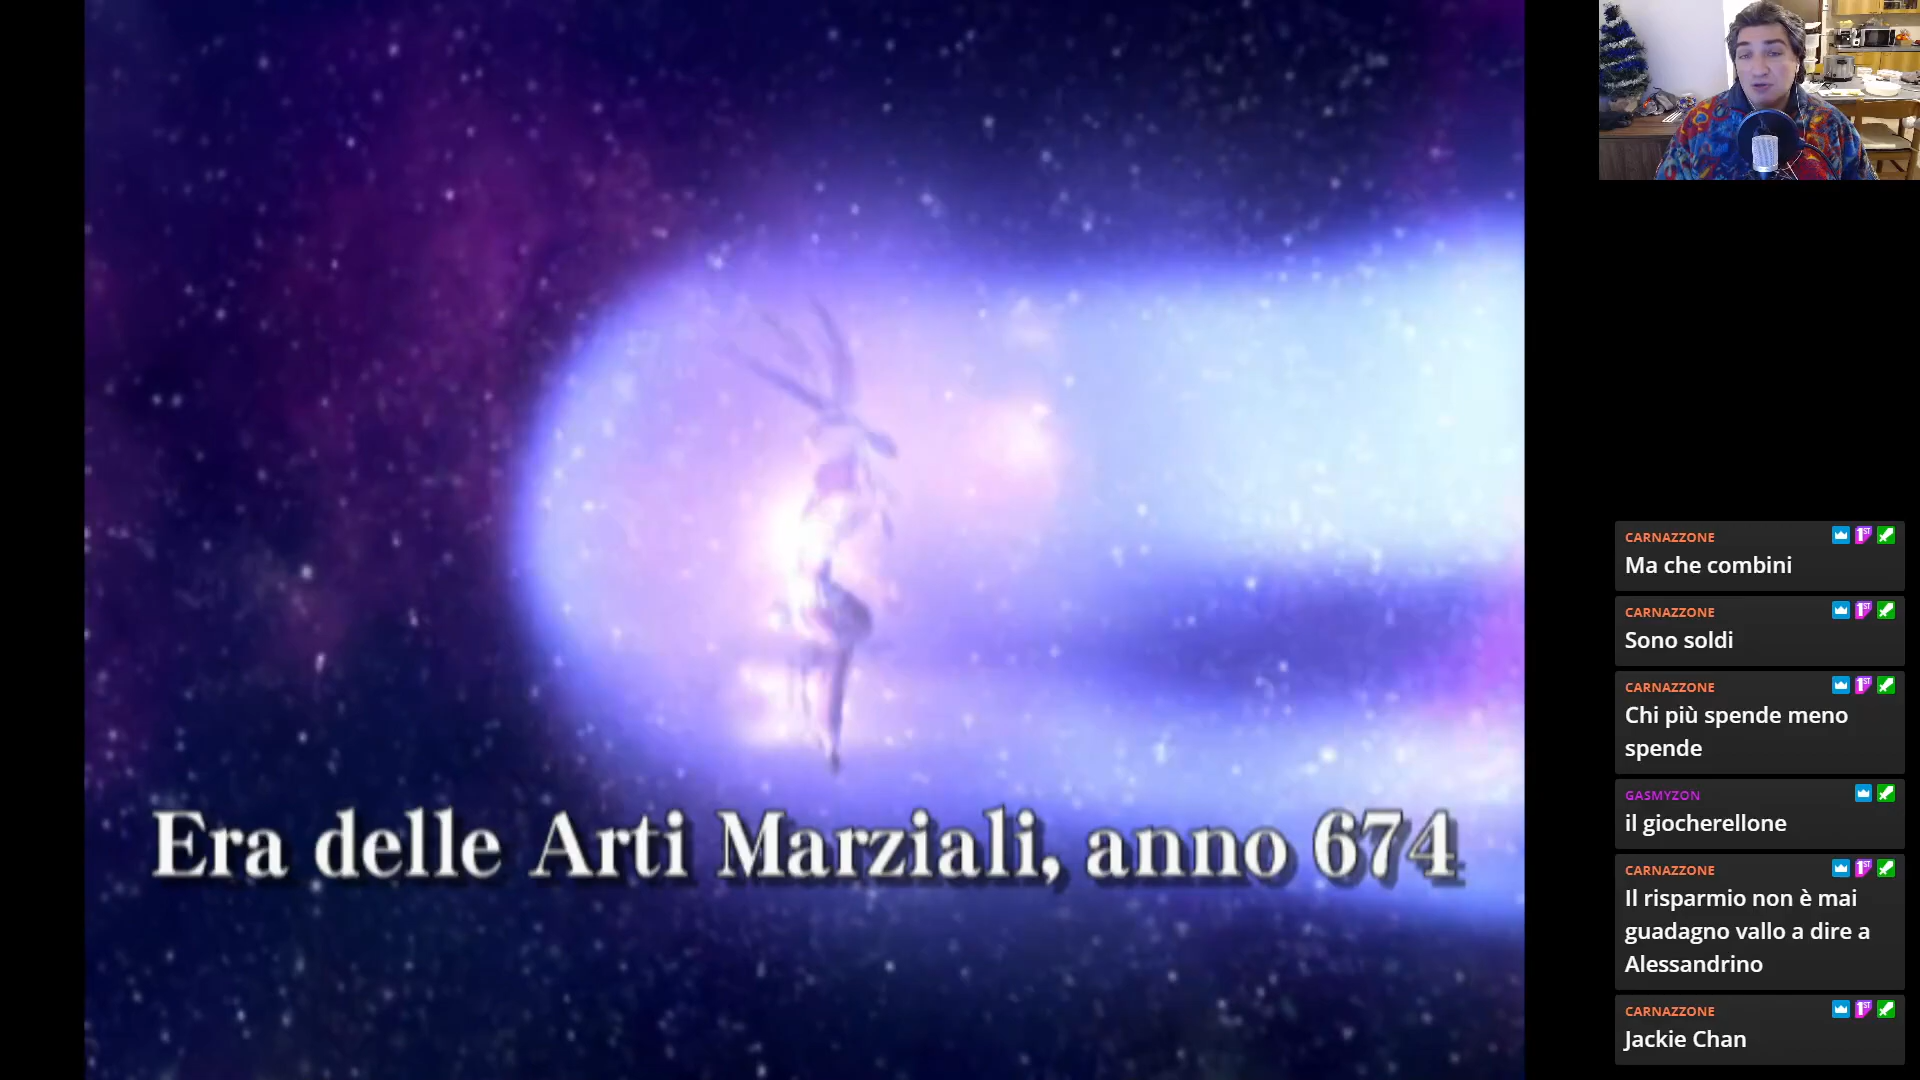 Era delle Arti Marziali, anno 674
CARNAZZONE
Ma che combini
CARNAZZONE
Sono soldi
CARNAZZONE
Chi più spende meno
spende
GASMYZON
il giocherellone
CARNAZZONE
Il risparmio non è mai
guadagno vallo a dire a
Alessandrino
CARNAZZONE
Jackie Chan